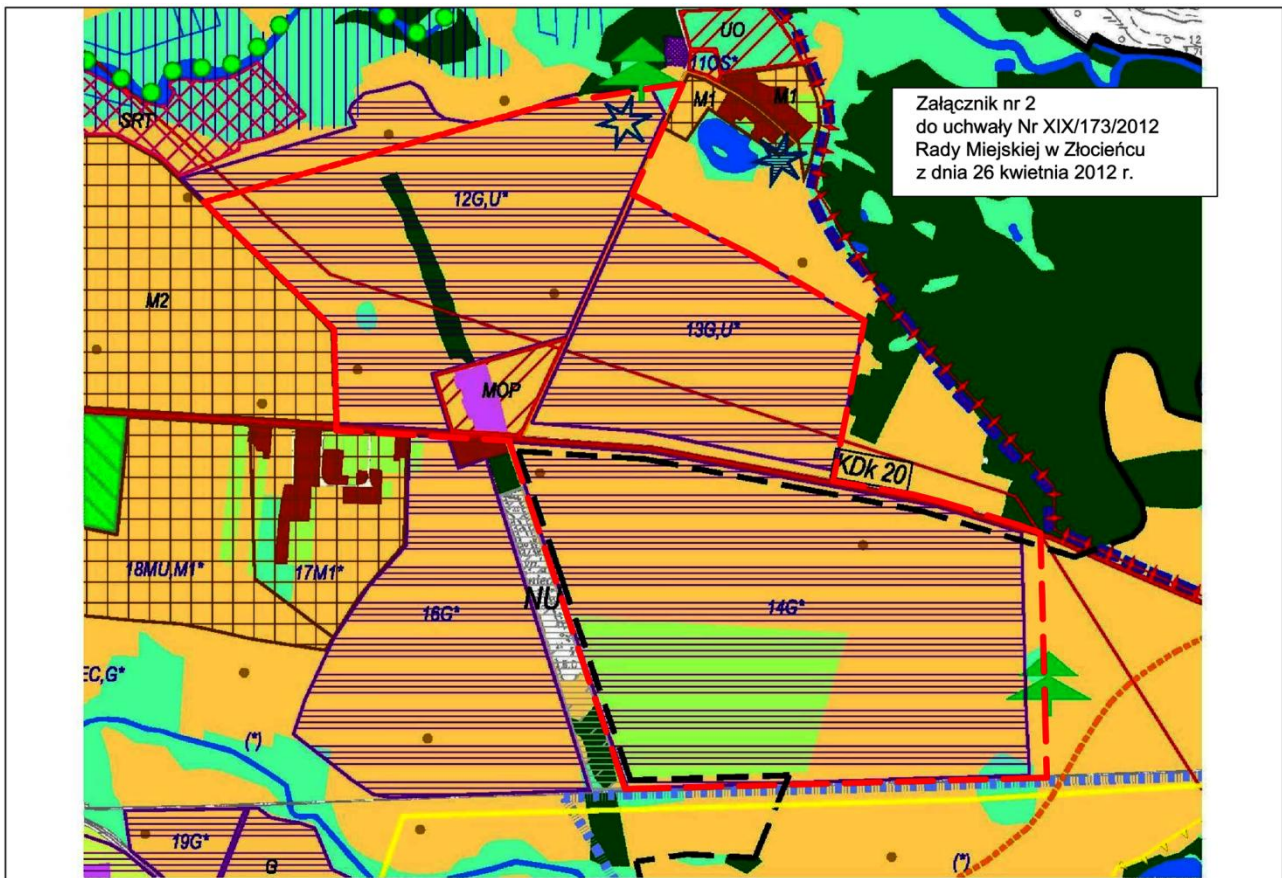 UO
11OS*
M1
M1
Załącznik nr 2
do uchwały Nr XIX/173/2012
Rady Miejskiej w Złocieńcu
z dnia 26 kwietnia 2012 r.
SRT
12G,U*
M2
13G,U*
MOP
KDk 20
18MU,M1*
17M1*
16G*
NU
14G*
EC,G*
(*)
19G*
G
(*)